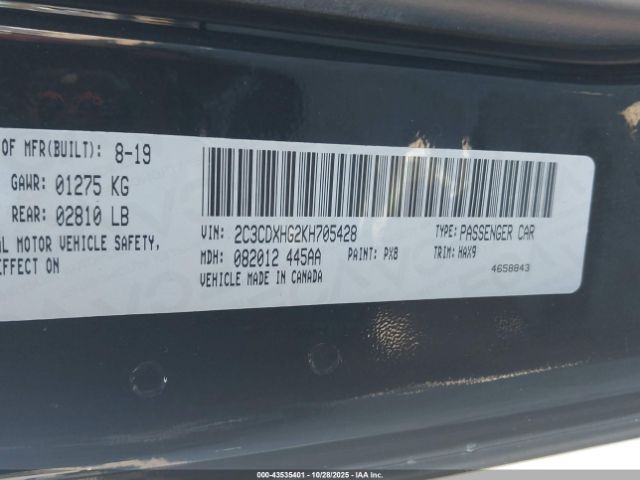 OF MFR(BUILT): 8-19
GAWR: 01275 KG
REAR: 02810 LB
AL MOTOR VEHICLE SAFETY,
EFFECT ON
VIN: 2C3CDXHG2KH705428
TYPE: PASSENGER CAR
MDH: 082012 445AA
PAINT: PX8
TRIM: HAX9
VEHICLE MADE IN CANADA
4658843
000-43535401 | 10/28/2025 | IAAI.COM